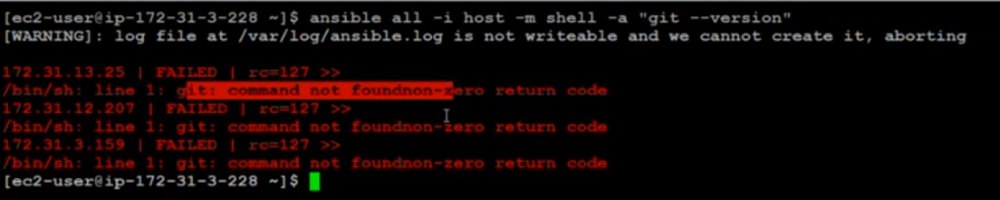 [ec2-user@ip-172-31-3-228 ~]$ ansible all -i host -m shell -a "git --version"
[WARNING]: log file at /var/log/ansible.log is not writeable and we cannot create it, aborting
172.31.13.25 | FAILED | rc=127 >>
/bin/sh: line 1: git: command not foundnon-zero return code
172.31.12.207 | FAILED | rc=127 >>
/bin/sh: line 1: git: command not foundnon-zero return code
172.31.3.159 | FAILED | rc=127 >>
/bin/sh: line 1: git: command not foundnon-zero return code
[ec2-user@ip-172-31-3-228 ~]$